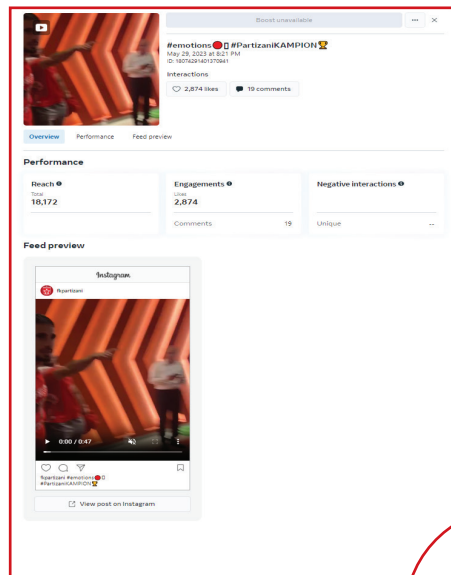 Boost unavailable
#emotions🔴▯ #PartizaniKAMPION🏆
May 29, 2023 at 8:21 PM
ID: 18074291401370941
Interactions
2,874 likes
19 comments
Overview Performance Feed preview
Performance
Reach
Total
18,172
Engagements
Likes
2,874
Comments 19
Negative interactions
Unique --
Feed preview
Instagram
fkpartizani
0:00 / 0:47
fkpartizani #emotions🔴▯
#PartizaniKAMPION🏆
View post on Instagram